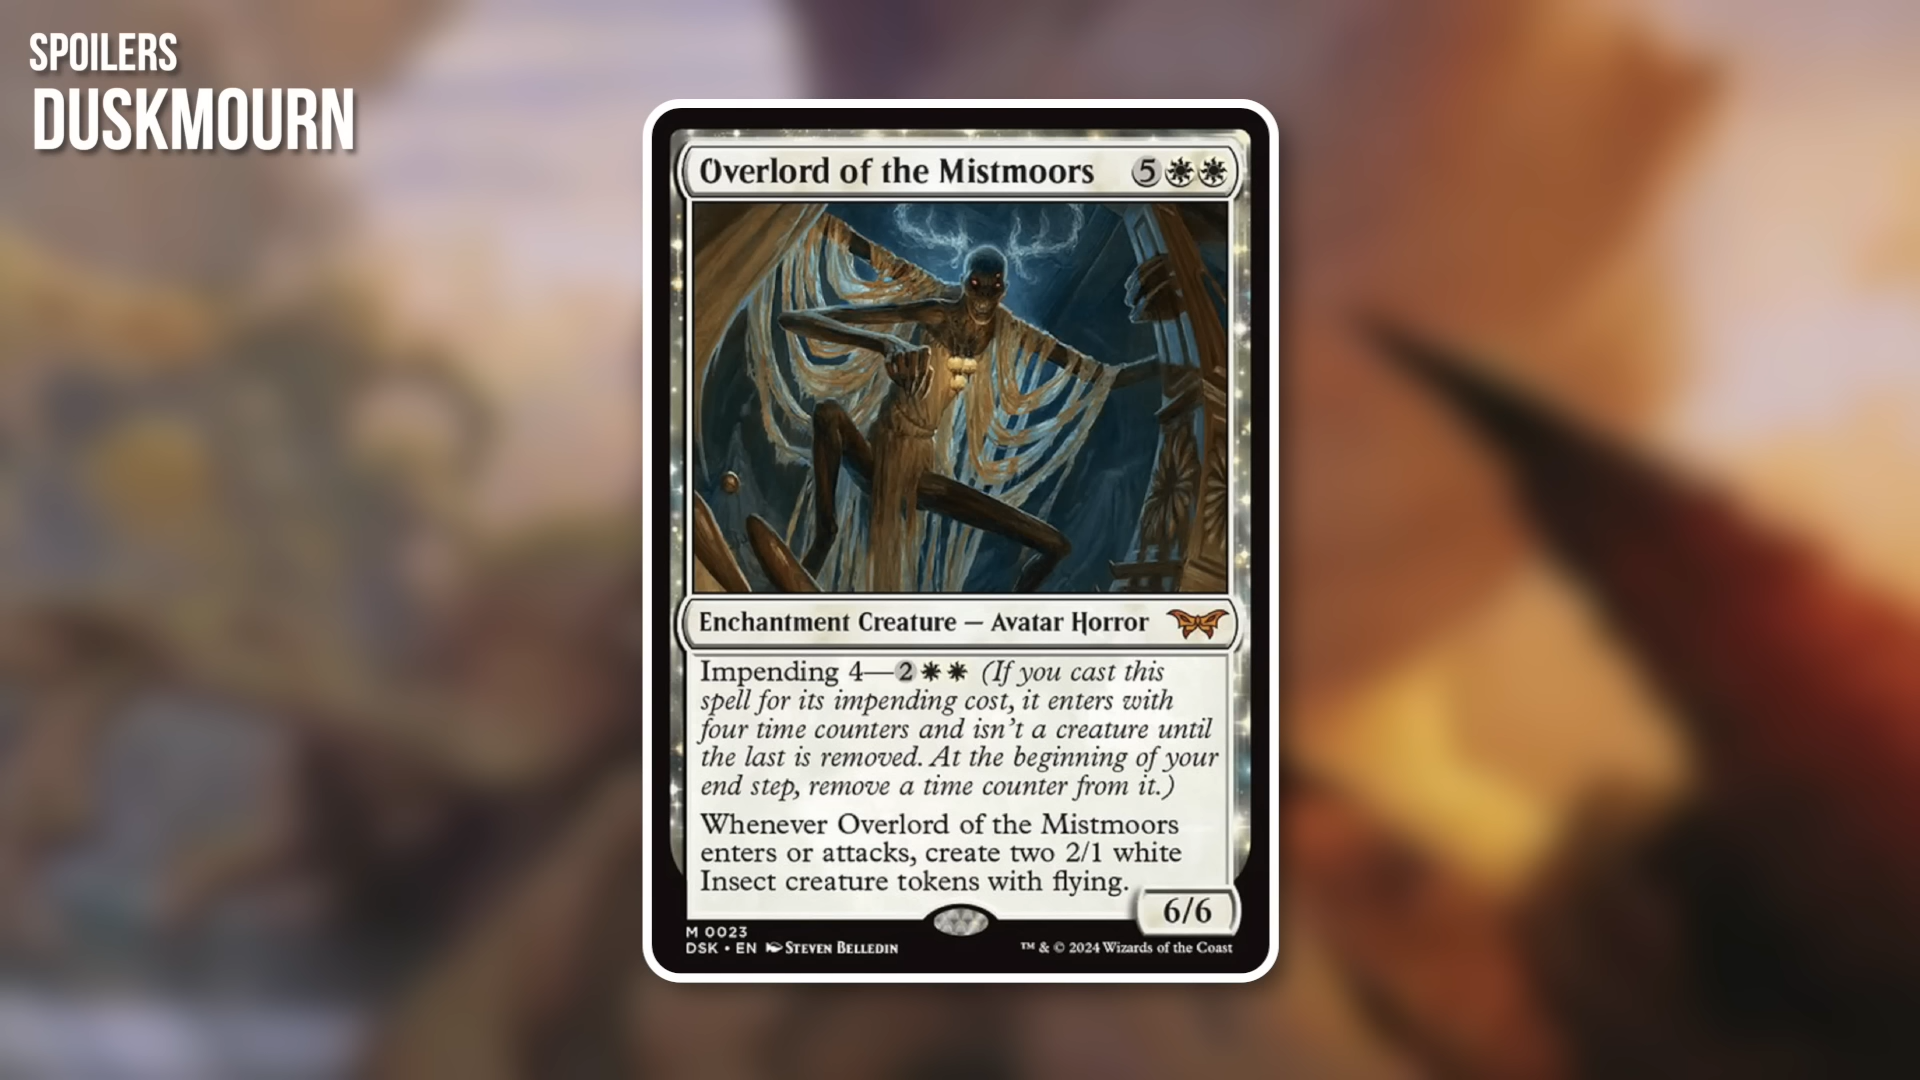 SPOILERS
DUSKMOURN
Overlord of the Mistmoors 5
Enchantment Creature — Avatar Horror
Impending 4—2 (If you cast this
spell for its impending cost, it enters with
four time counters and isn't a creature until
the last is removed. At the beginning of your
end step, remove a time counter from it.)
Whenever Overlord of the Mistmoors
enters or attacks, create two 2/1 white
Insect creature tokens with flying.
6/6
M 0023
DSK • EN Steven Belledin
™ & © 2024 Wizards of the Coast